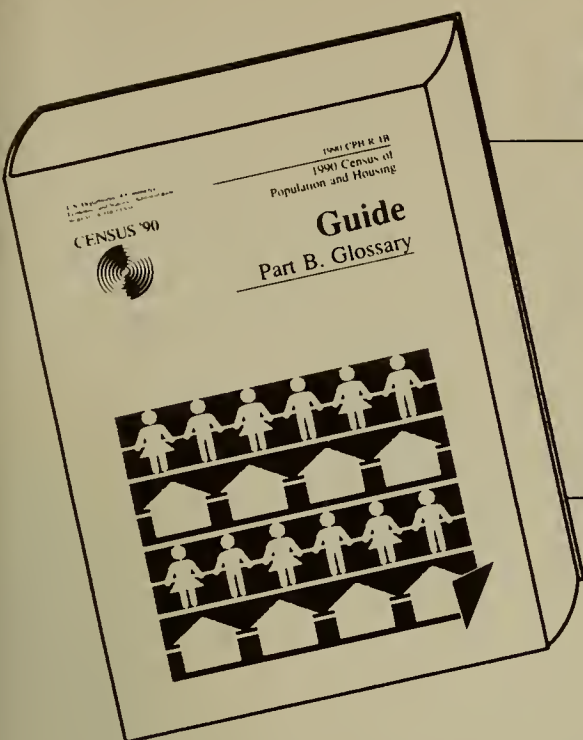 1990 CPH-R-1B
1990 Census of
Population and Housing
CENSUS '90
Guide
Part B. Glossary